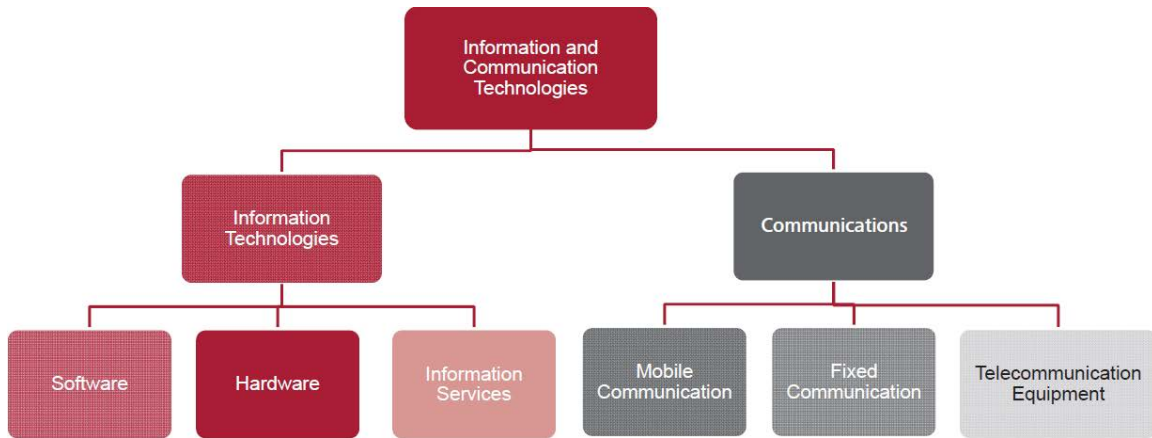 Information and
Communication
Technologies
Information
Technologies
Communications
Software
Hardware
Information
Services
Mobile
Communication
Fixed
Communication
Telecommunication
Equipment